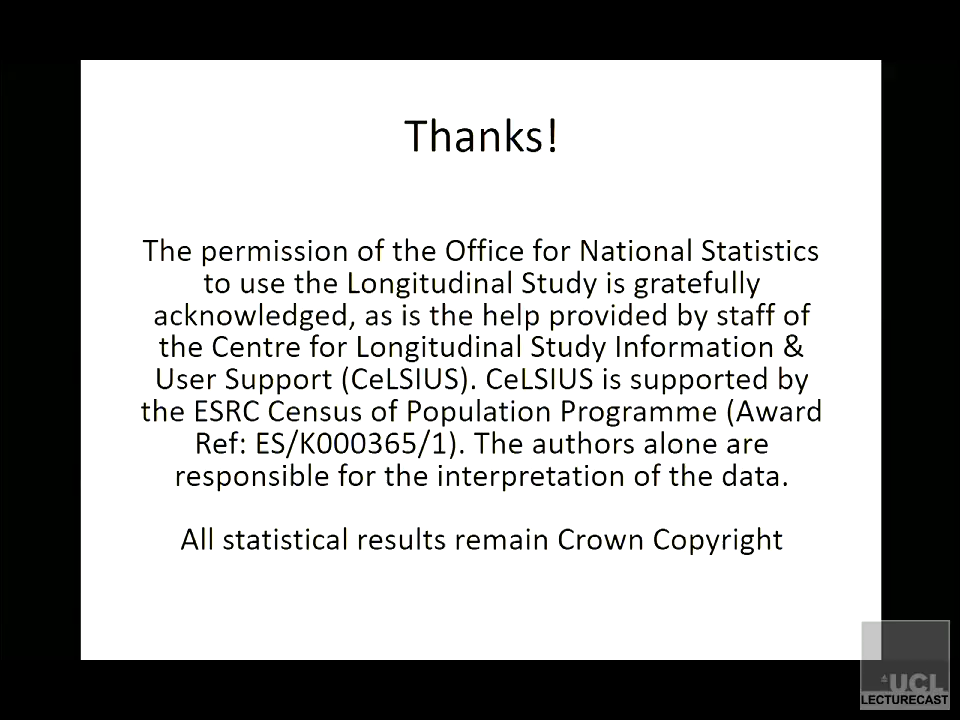 Thanks!
The permission of the Office for National Statistics
to use the Longitudinal Study is gratefully
acknowledged, as is the help provided by staff of
the Centre for Longitudinal Study Information &
User Support (CeLSIUS). CeLSIUS is supported by
the ESRC Census of Population Programme (Award
Ref: ES/K000365/1). The authors alone are
responsible for the interpretation of the data.
All statistical results remain Crown Copyright
UCL
LECTURECAST